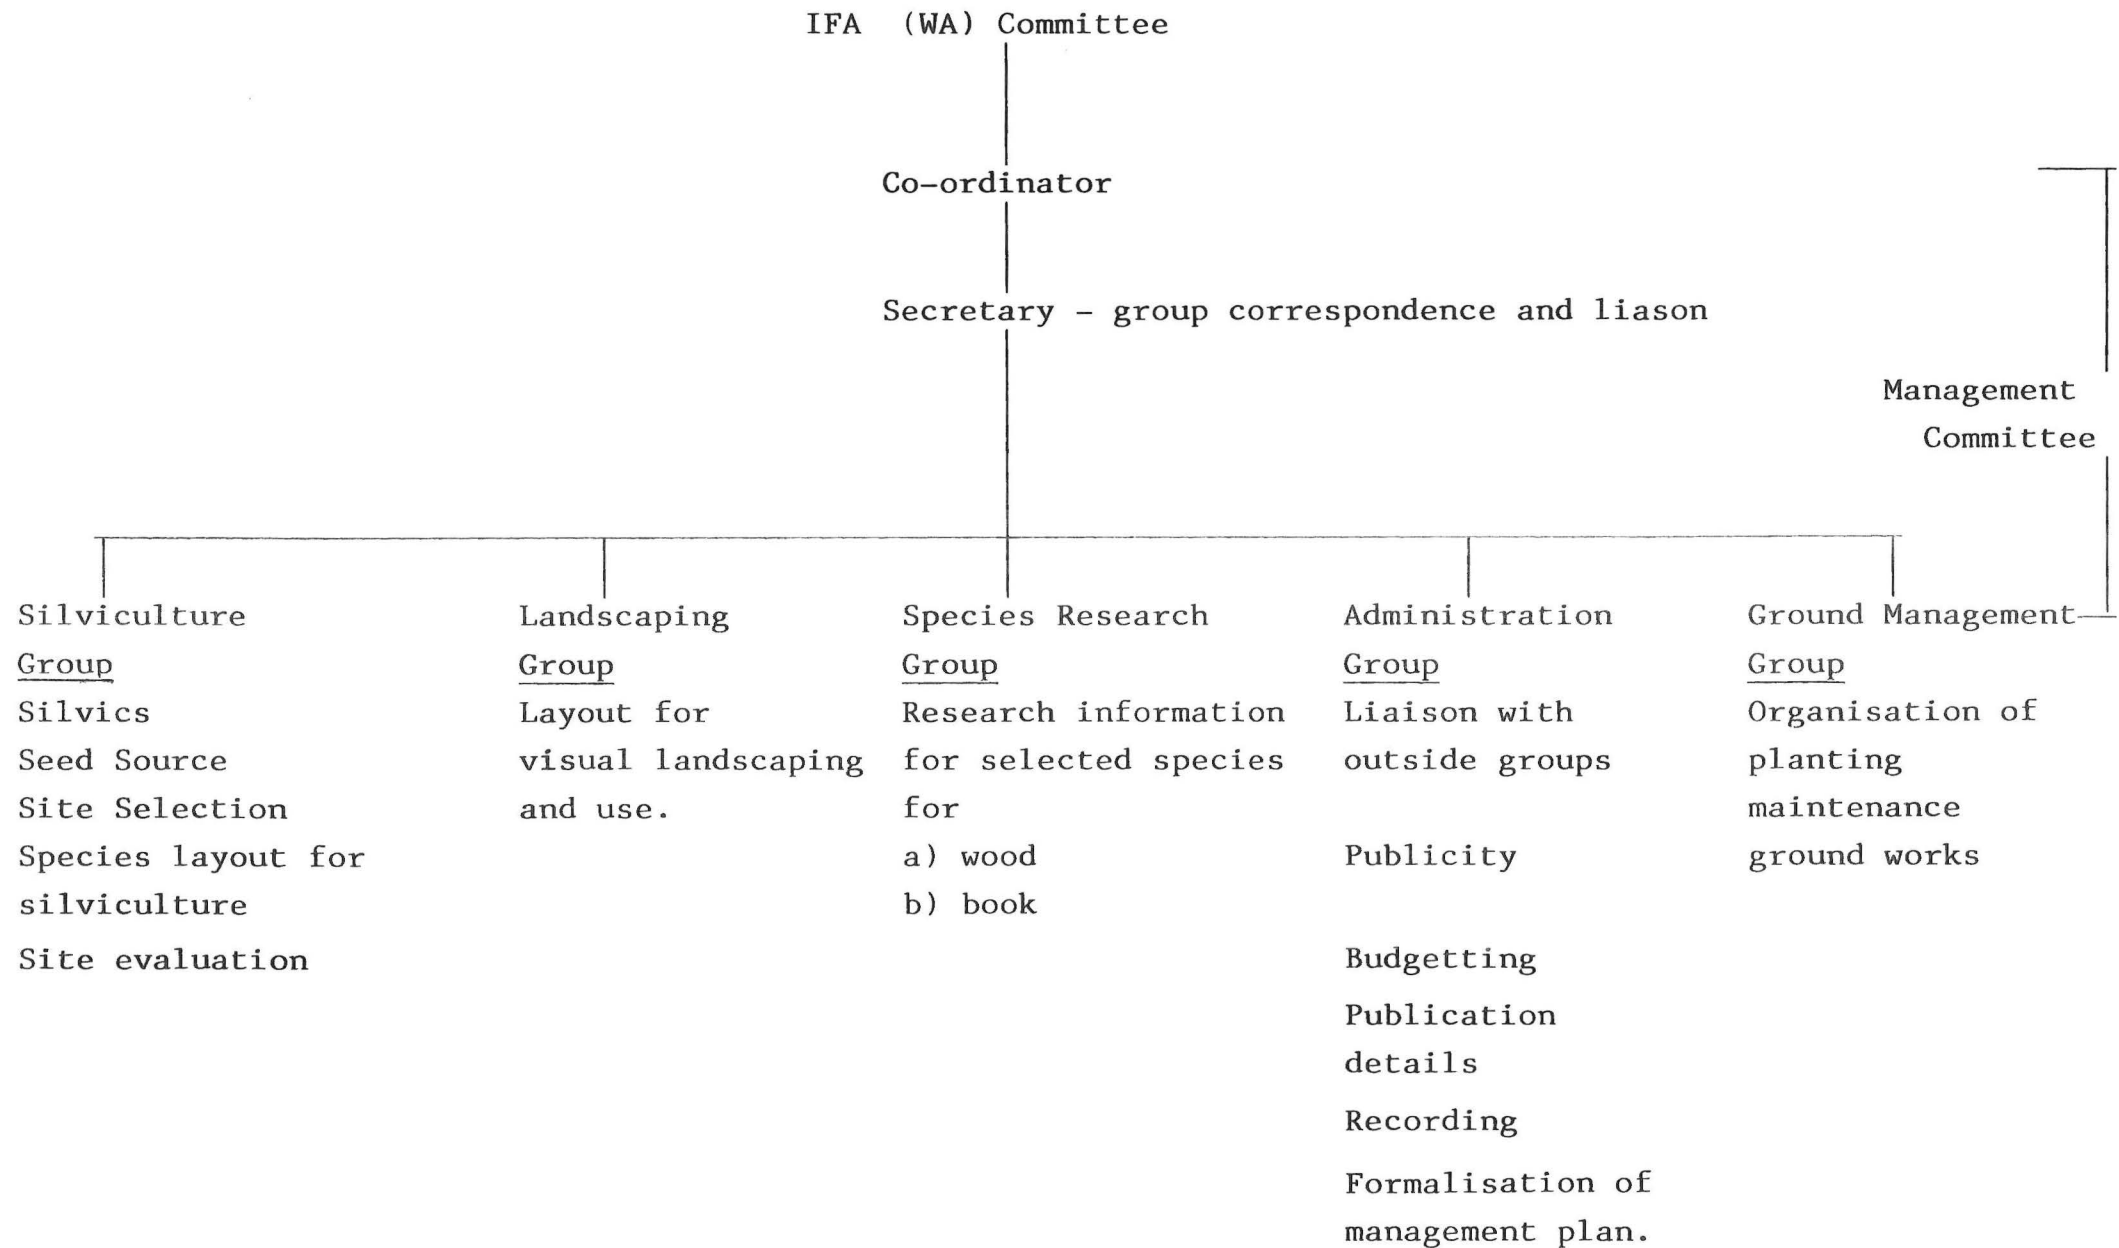 IFA (WA) Committee
Co-ordinator
Secretary - group correspondence and liason
Management
Committee
Silviculture
Group
Silvics
Seed Source
Site Selection
Species layout for
silviculture
Site evaluation
Landscaping
Group
Layout for
visual landscaping
and use.
Species Research
Group
Research information
for selected species
for
a) wood
b) book
Administration
Group
Liaison with
outside groups
Publicity
Budgetting
Publication
details
Recording
Formalisation of
management plan.
Ground Management
Group
Organisation of
planting
maintenance
ground works